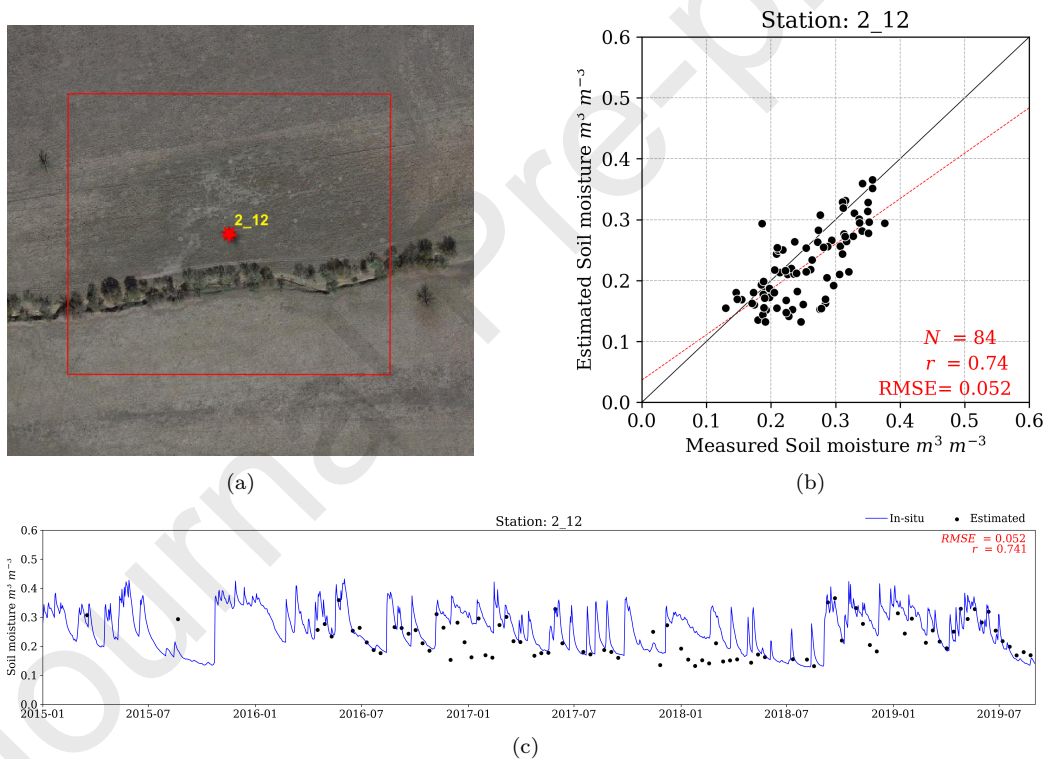 Journal Pre-p
2_12
(a)
Station: 2_12
Estimated Soil moisture m³ m⁻³
0.6
0.5
0.4
0.3
0.2
0.1
0.0
N = 84
r = 0.74
RMSE= 0.052
0.0 0.1 0.2 0.3 0.4 0.5 0.6
Measured Soil moisture m³ m⁻³
(b)
Station: 2_12
In-situ Estimated
RMSE = 0.052
r = 0.741
Soil moisture m³ m⁻³
0.6
0.5
0.4
0.3
0.2
0.1
0.0
2015-01 2015-07 2016-01 2016-07 2017-01 2017-07 2018-01 2018-07 2019-01 2019-07
(c)